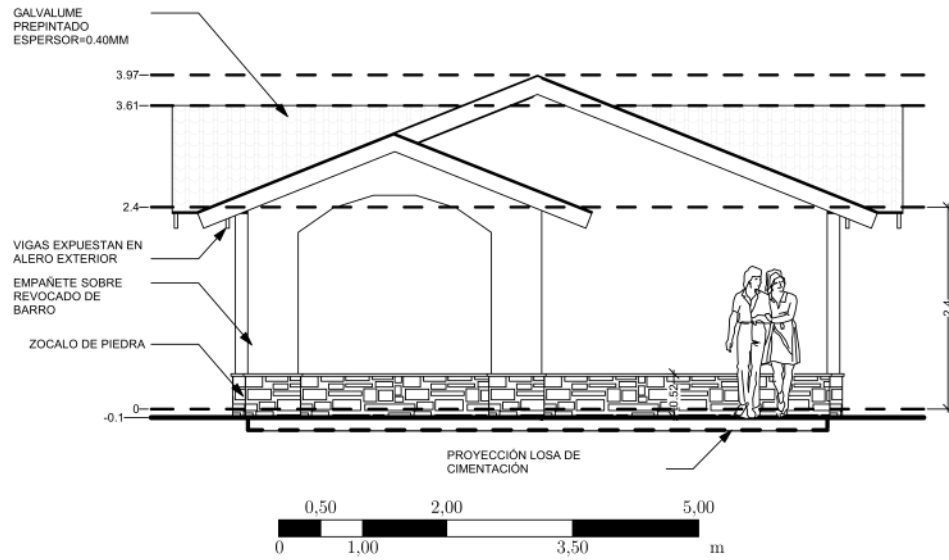 GALVALUME
PREPINTADO
ESPERSOR=0.40MM
3.97
3.61
2.4
VIGAS EXPUESTAN EN
ALERO EXTERIOR
EMPAÑETE SOBRE
REVOCADO DE
BARRO
ZOCALO DE PIEDRA
2.4
0.52
0
-0.1
PROYECCIÓN LOSA DE
CIMENTACIÓN
0,50 2,00 5,00
0 1,00 3,50 m